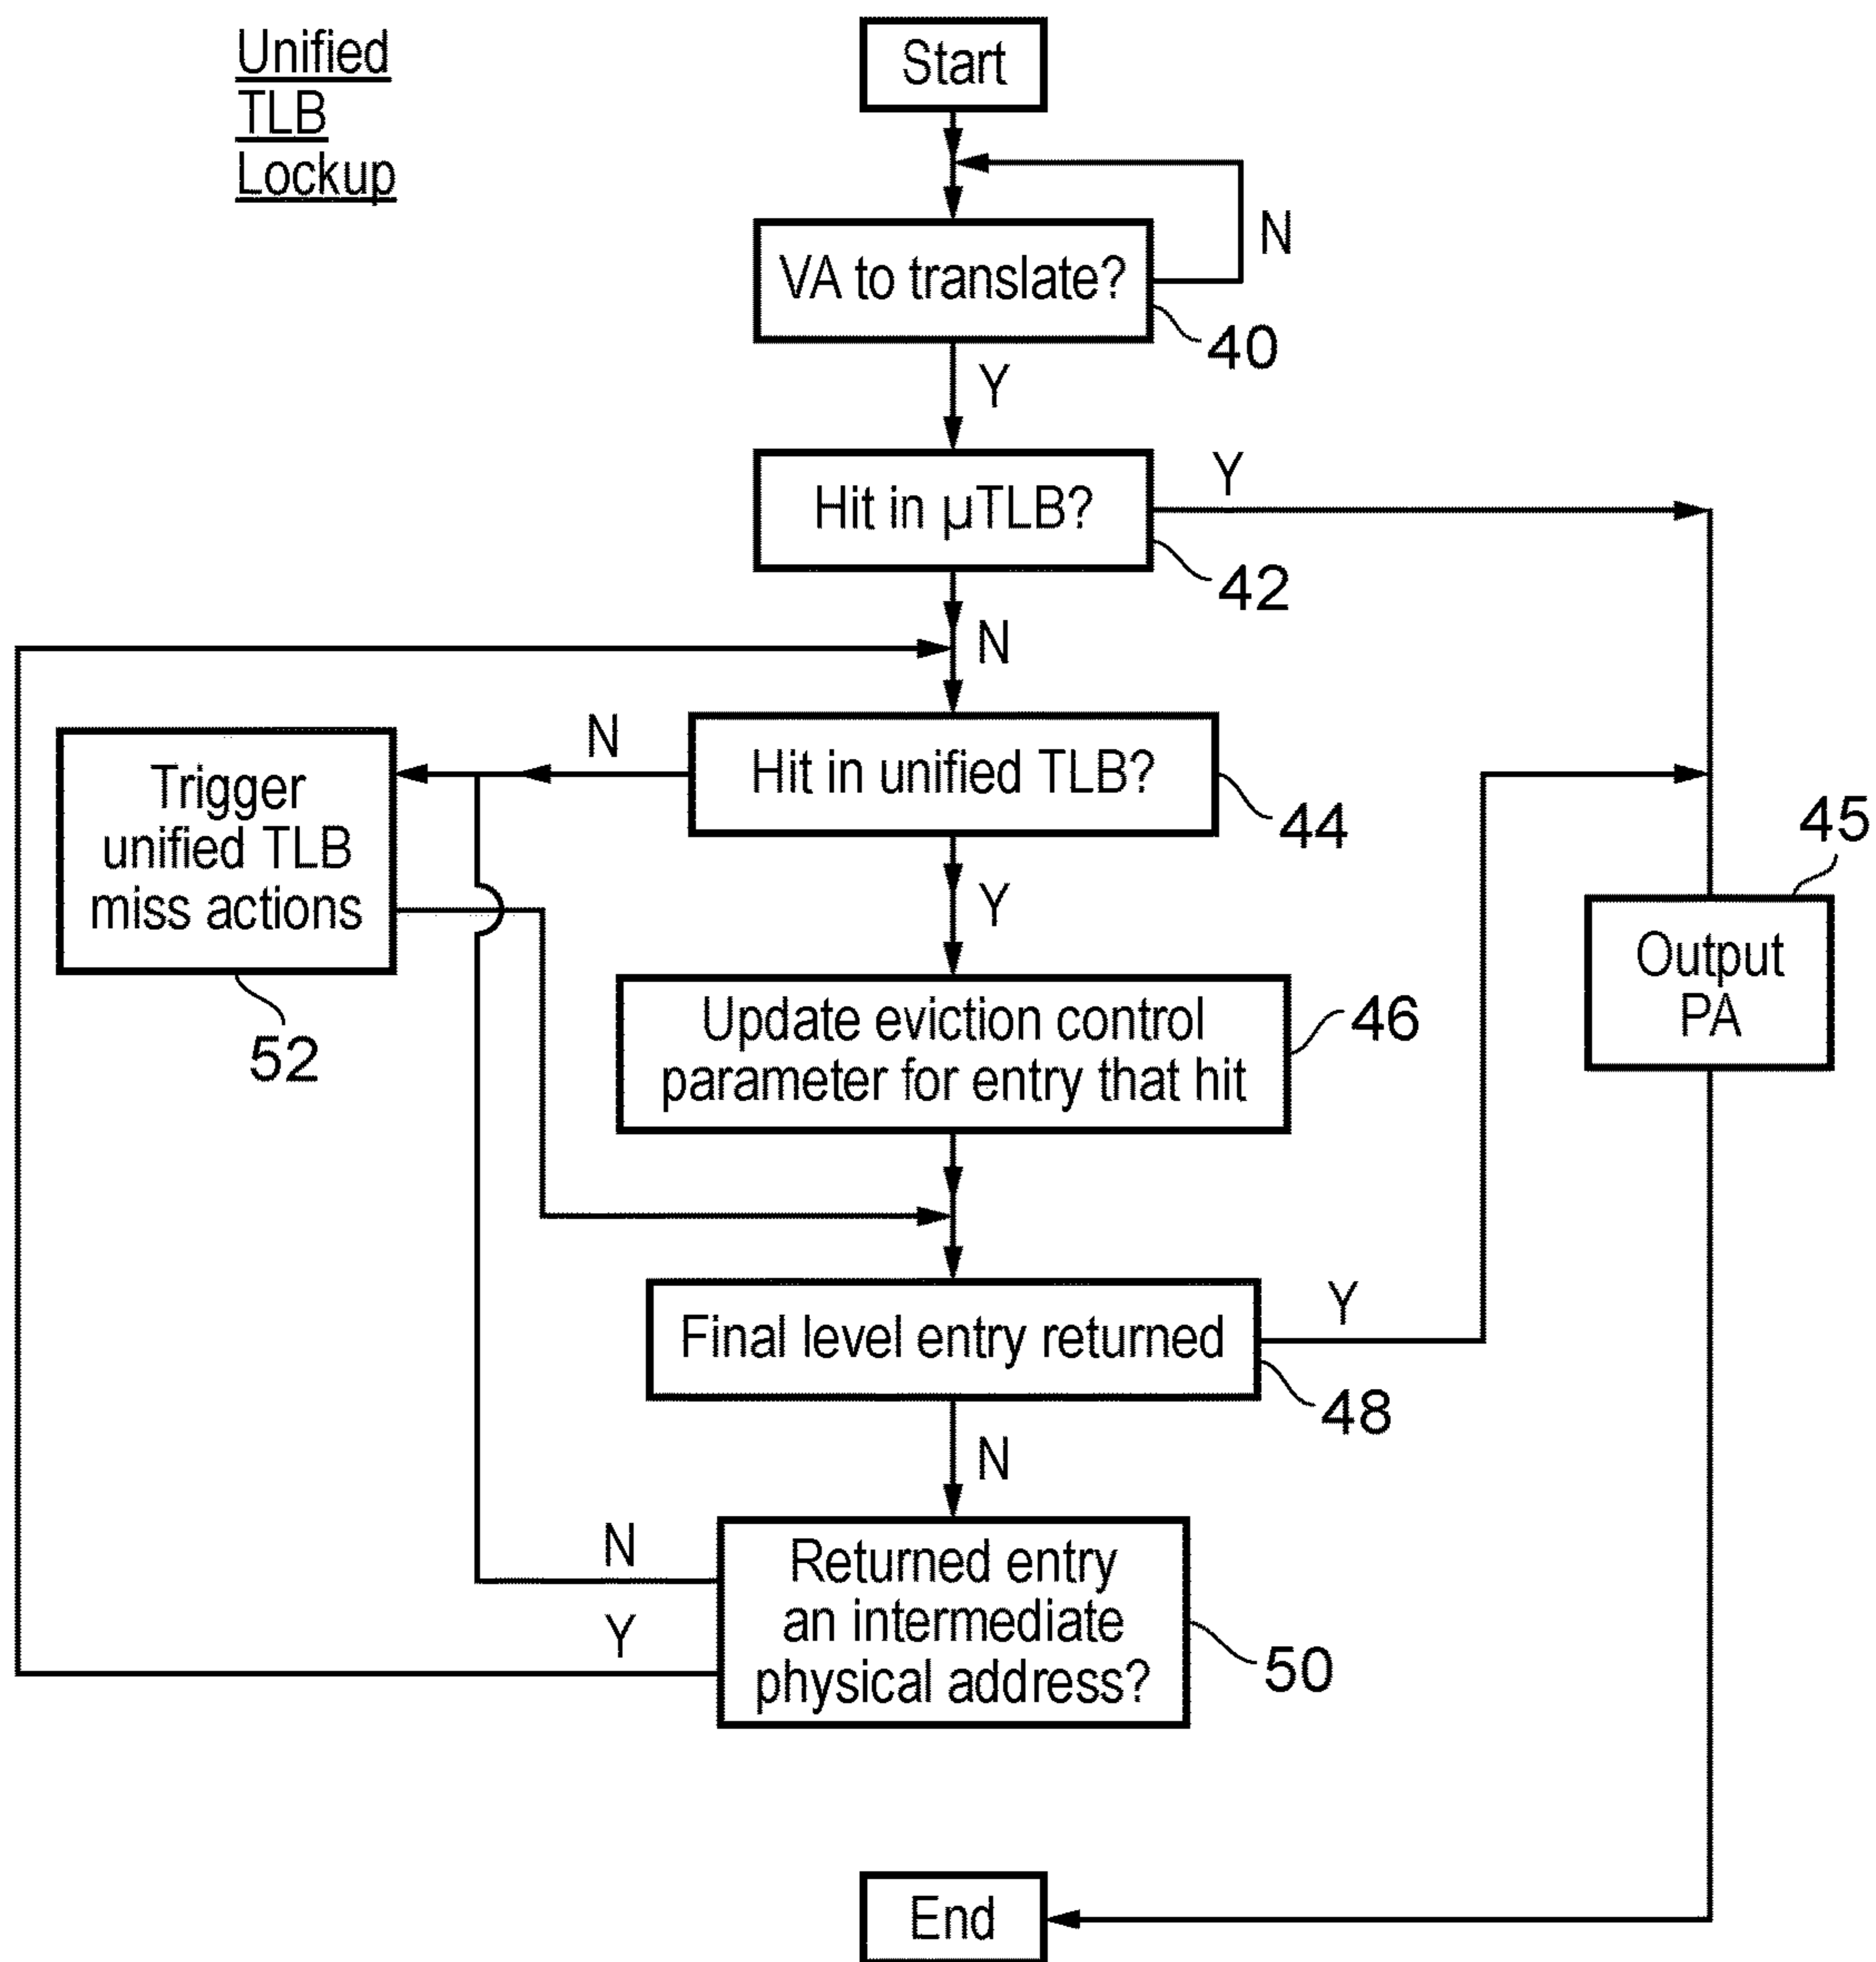 Unified
TLB
Lockup
Start
N
VA to translate?
40
Y
Hit in µTLB?
Y
42
N
Hit in unified TLB?
N
44
Y
Trigger
unified TLB
miss actions
52
45
Output
PA
Update eviction control
parameter for entry that hit
46
Final level entry returned
Y
48
N
Returned entry
an intermediate
physical address?
N
Y
50
End